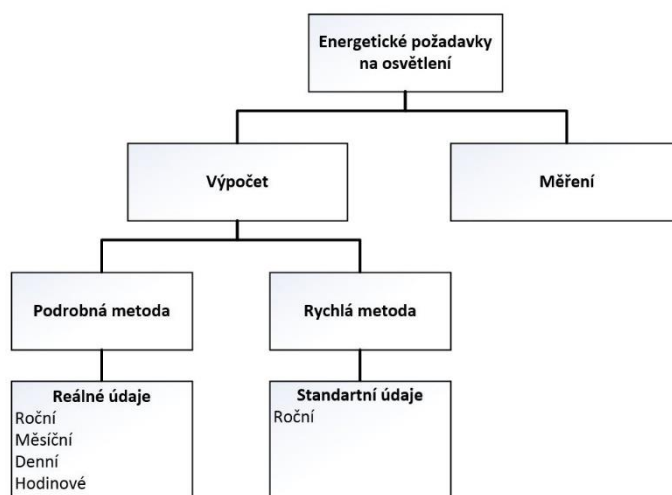 Energetické požadavky
na osvětlení
Výpočet
Měření
Podrobná metoda
Rychlá metoda
Reálné údaje
Roční
Měsíční
Denní
Hodinové
Standartní údaje
Roční